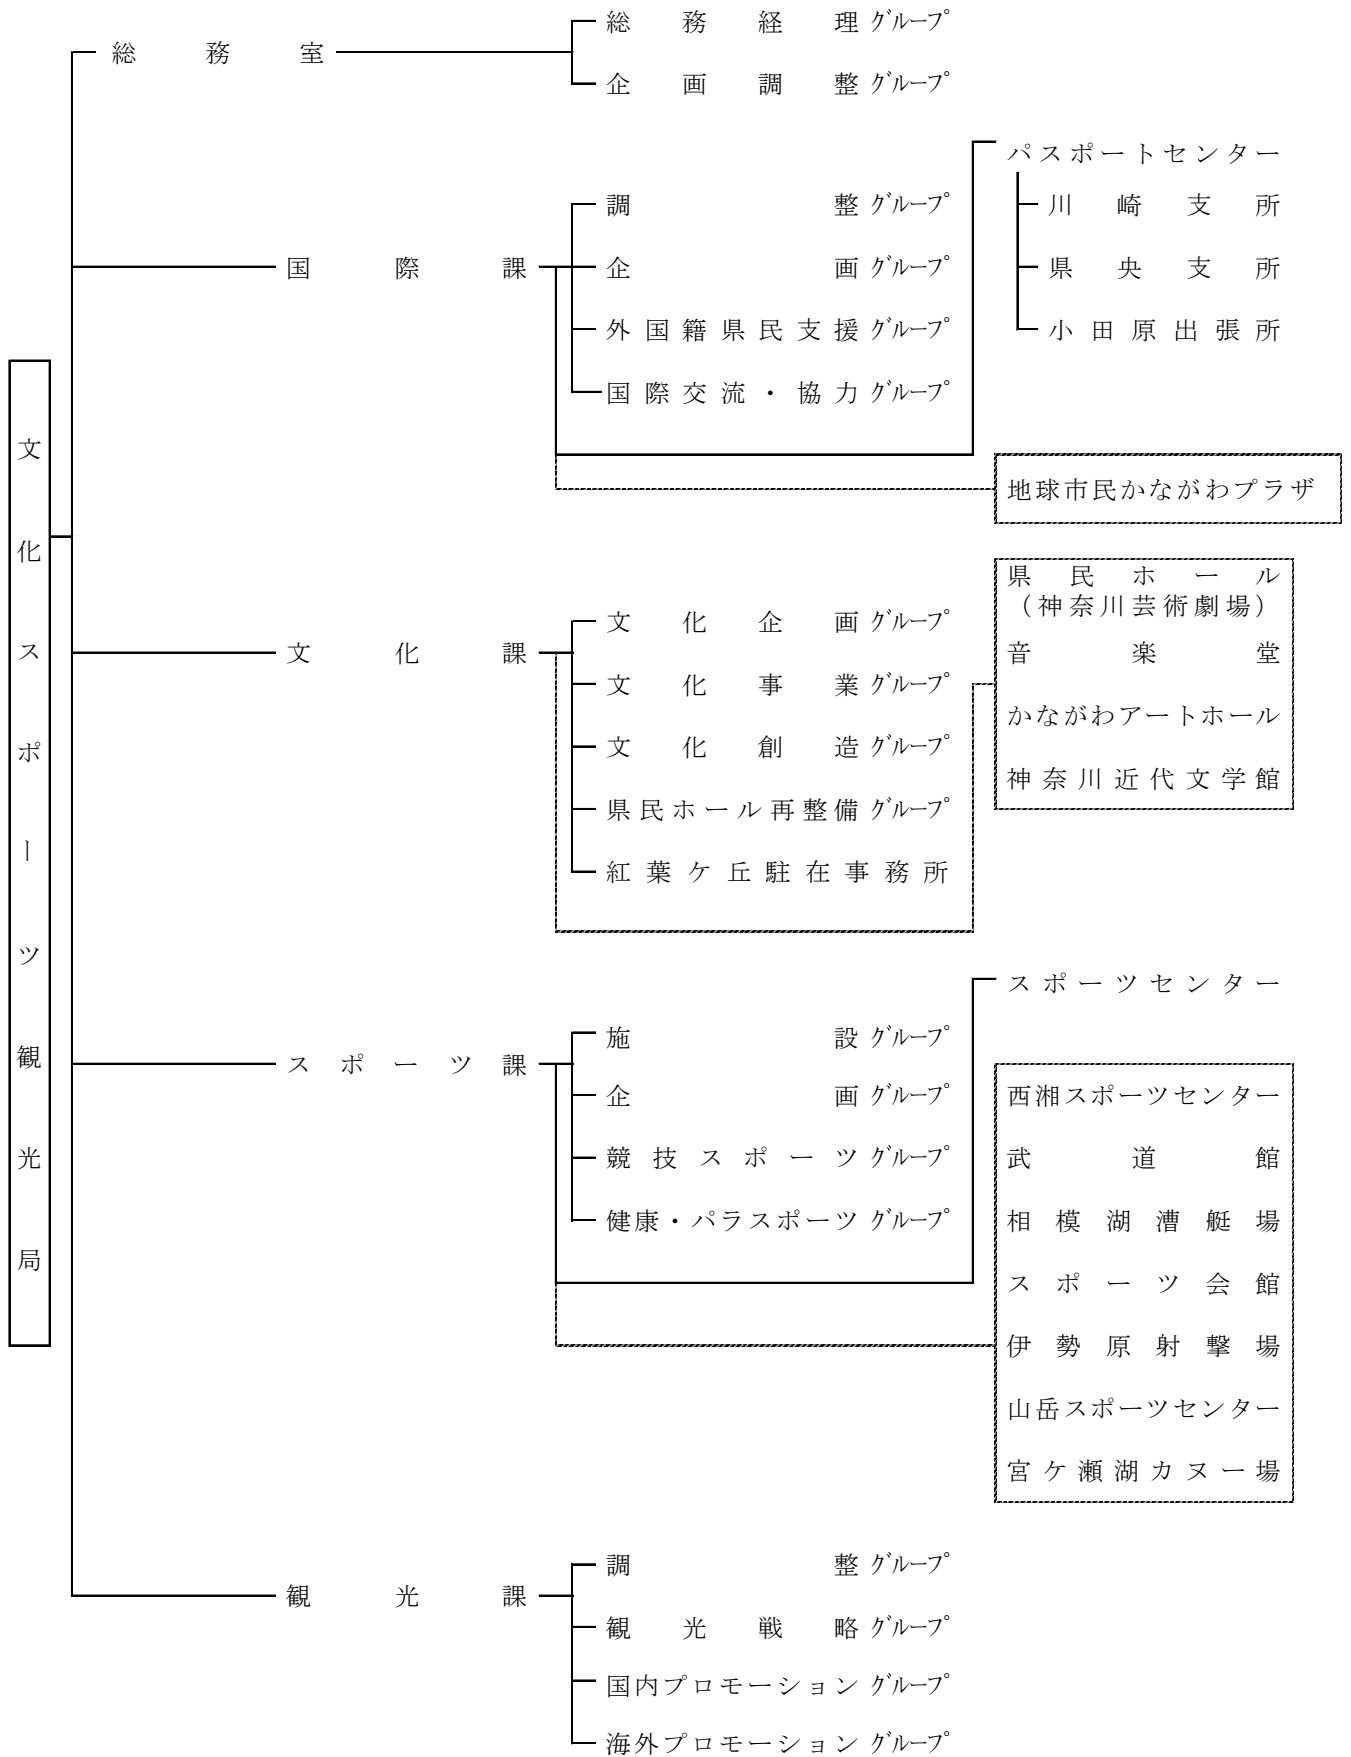 文化スポーツ観光局
総務室
総務経理グループ
企画調整グループ
国際課
調整グループ
企画グループ
外国籍県民支援グループ
国際交流・協力グループ
パスポートセンター
川崎支所
県央支所
小田原出張所
地球市民かながわプラザ
文化課
文化企画グループ
文化事業グループ
文化創造グループ
県民ホール再整備グループ
紅葉ケ丘駐在事務所
県民ホール
（神奈川芸術劇場）
音楽堂
かながわアートホール
神奈川近代文学館
スポーツ課
施設グループ
企画グループ
競技スポーツグループ
健康・パラスポーツグループ
スポーツセンター
西湘スポーツセンター
武道館
相模湖漕艇場
スポーツ会館
伊勢原射撃場
山岳スポーツセンター
宮ケ瀬湖カヌー場
観光課
調整グループ
観光戦略グループ
国内プロモーショングループ
海外プロモーショングループ